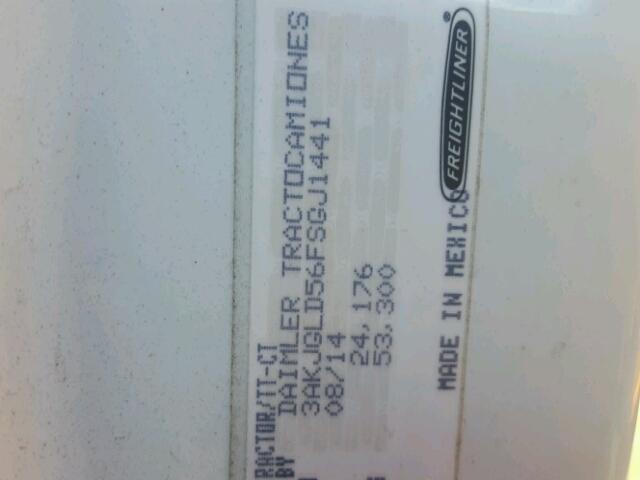 RACTOR/TT-CT
BY DAIMLER TRACTOCAMIONES
3AKJGLD56FSGJ1441
08/14
24,176
53,300
MADE IN MEXICO
FREIGHTLINER®